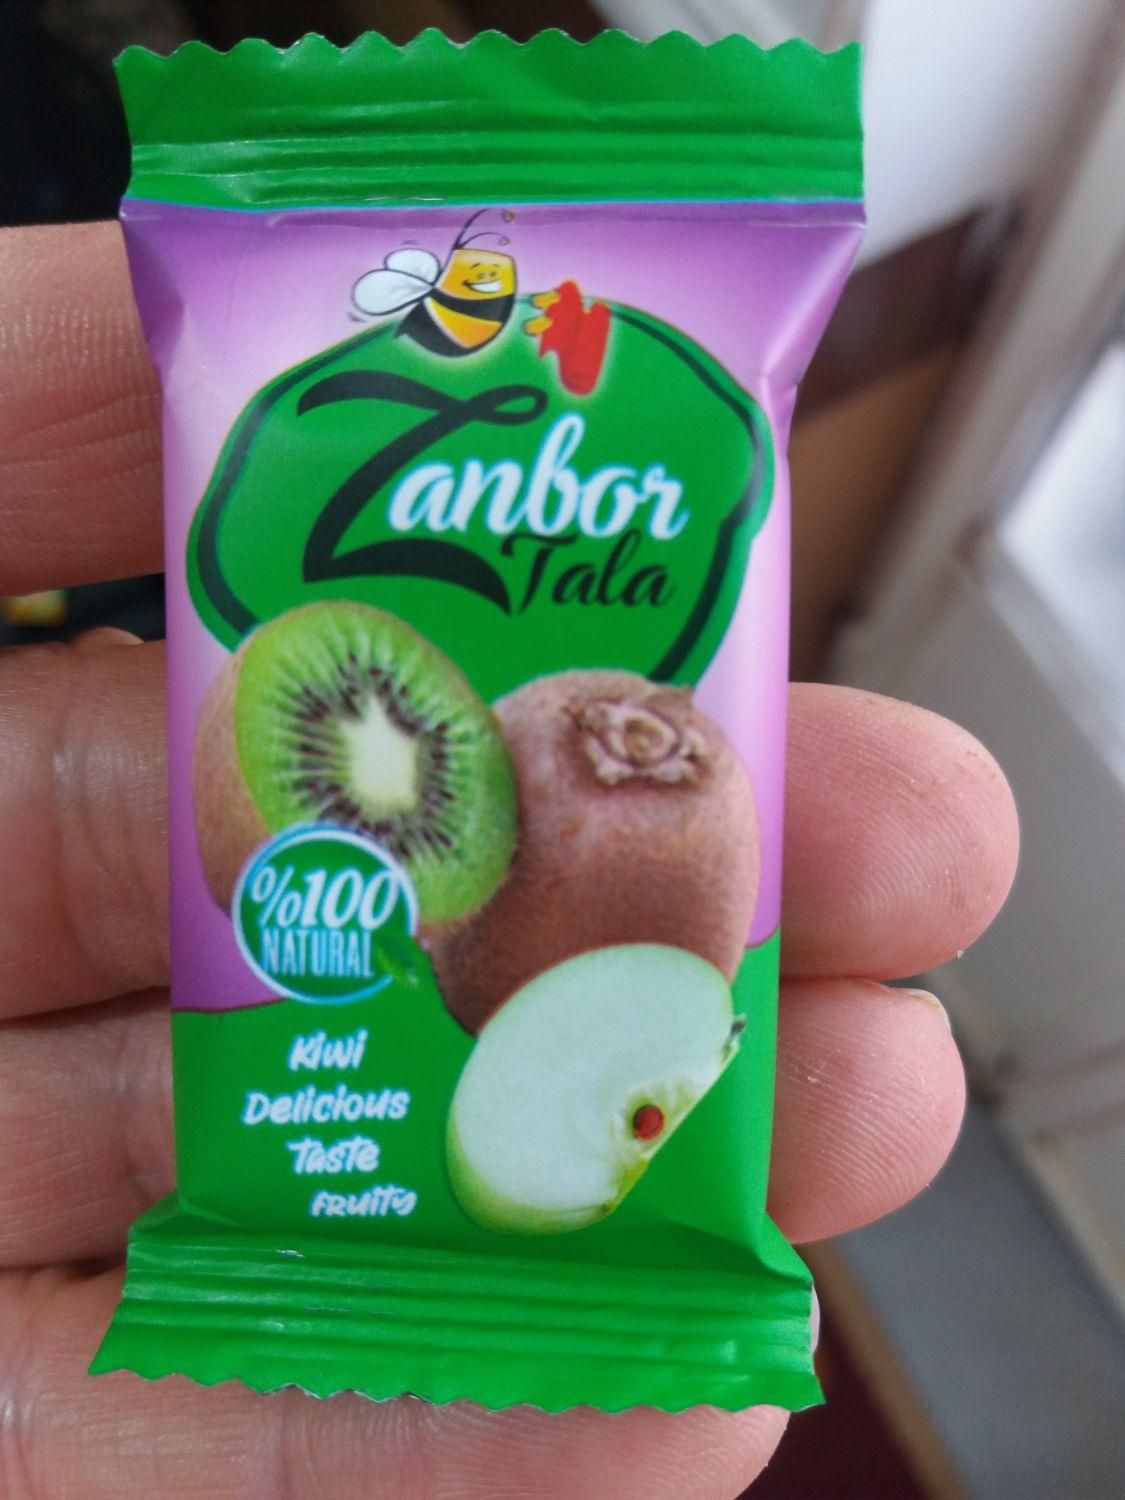 Zanbor
Tala
%100
NATURAL
Kiwi
Delicious
Taste
fruity